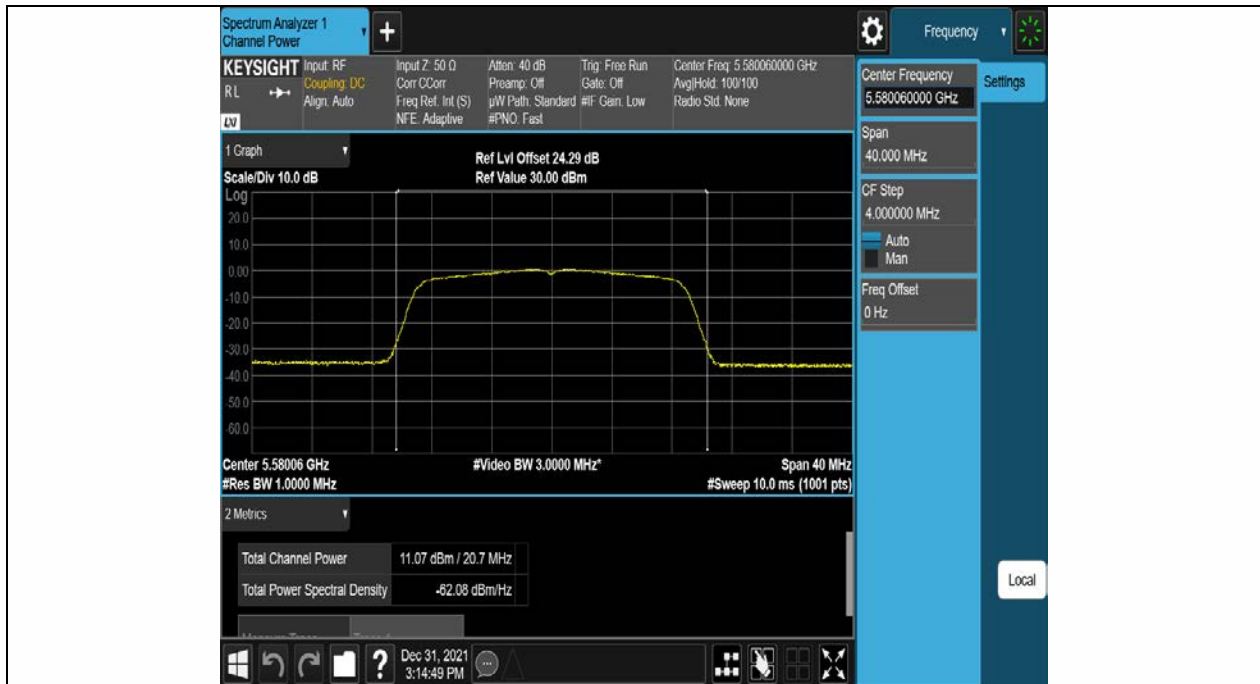 Spectrum Analyzer 1
Channel Power
+
Frequency
KEYSIGHT
RL
LXI
Input: RF
Coupling: DC
Align: Auto
Input Z: 50 Ω
Corr CCorr
Freq Ref: Int (S)
NFE: Adaptive
Atten: 40 dB
Preamp: Off
µW Path: Standard
#PNO: Fast
Trig: Free Run
Gate: Off
#IF Gain: Low
Center Freq: 5.580060000 GHz
Avg|Hold: 100/100
Radio Std: None
Center Frequency
5.580060000 GHz
Settings
Span
40.000 MHz
CF Step
4.000000 MHz
Auto
Man
Freq Offset
0 Hz
Local
1 Graph
Scale/Div 10.0 dB
Ref Lvl Offset 24.29 dB
Ref Value 30.00 dBm
Log
20.0
10.0
0.00
-10.0
-20.0
-30.0
-40.0
-50.0
-60.0
Center 5.58006 GHz
#Res BW 1.0000 MHz
#Video BW 3.0000 MHz*
Span 40 MHz
#Sweep 10.0 ms (1001 pts)
2 Metrics
Total Channel Power 11.07 dBm / 20.7 MHz
Total Power Spectral Density -62.08 dBm/Hz
?
Dec 31, 2021
3:14:49 PM